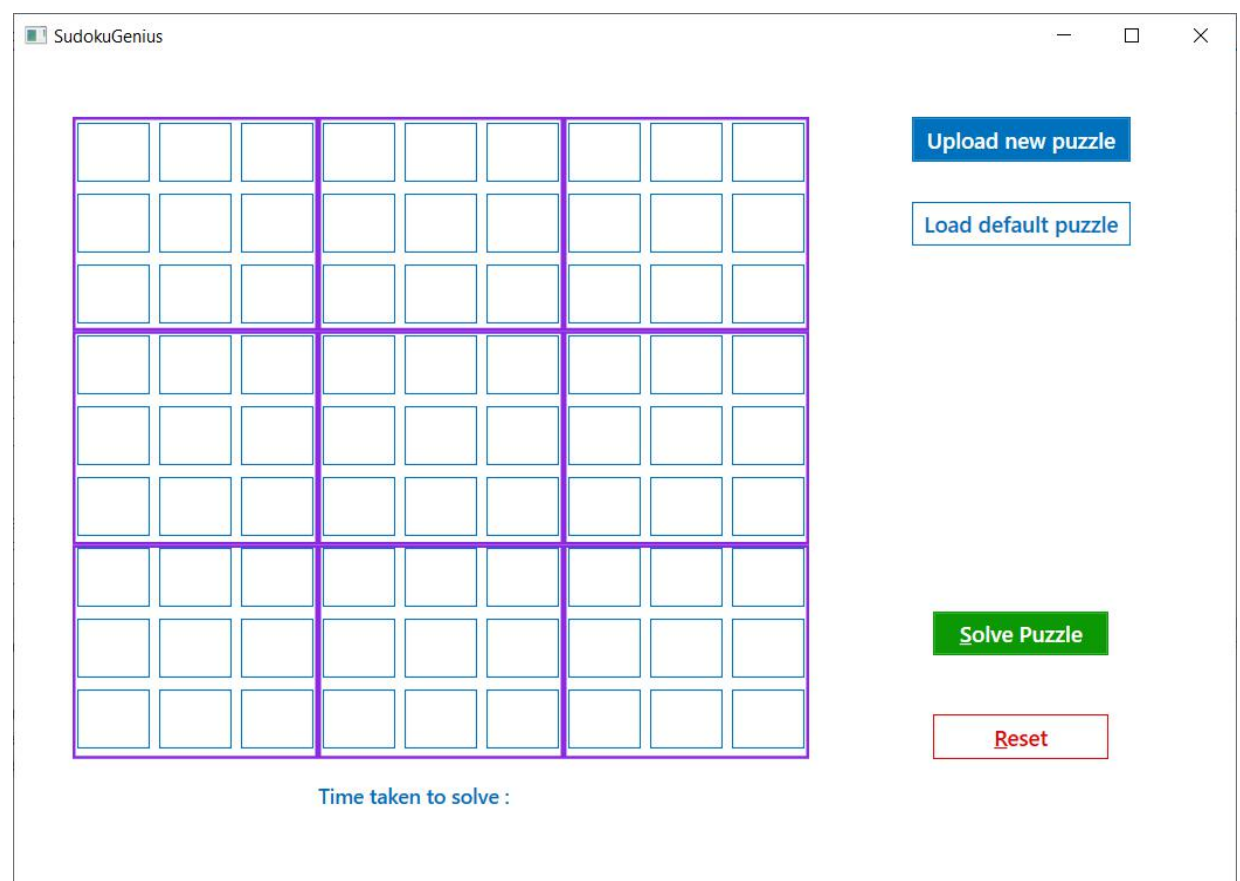 SudokuGenius
Upload new puzzle
Load default puzzle
Solve Puzzle
Reset
Time taken to solve :